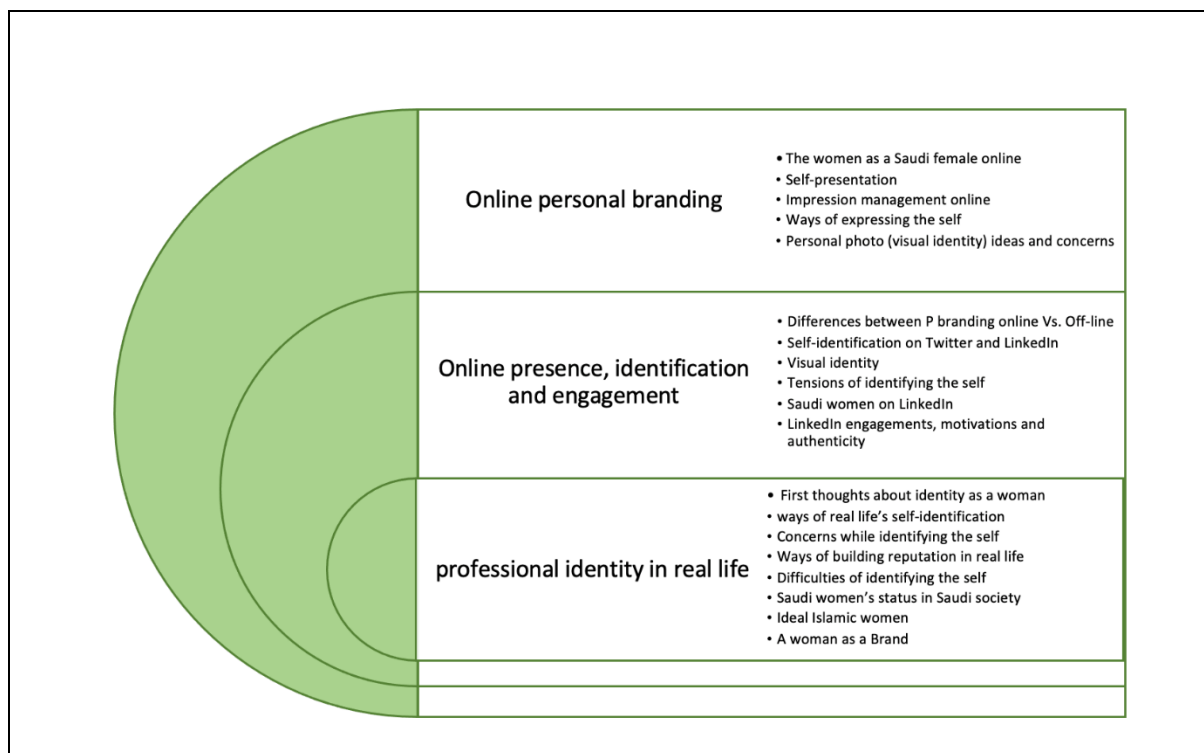 Online personal branding
• The women as a Saudi female online
• Self-presentation
• Impression management online
• Ways of expressing the self
• Personal photo (visual identity) ideas and concerns
Online presence, identification
and engagement
• Differences between P branding online Vs. Off-line
• Self-identification on Twitter and LinkedIn
• Visual identity
• Tensions of identifying the self
• Saudi women on LinkedIn
• LinkedIn engagements, motivations and
authenticity
professional identity in real life
• First thoughts about identity as a woman
• ways of real life's self-identification
• Concerns while identifying the self
• Ways of building reputation in real life
• Difficulties of identifying the self
• Saudi women's status in Saudi society
• Ideal Islamic women
• A woman as a Brand